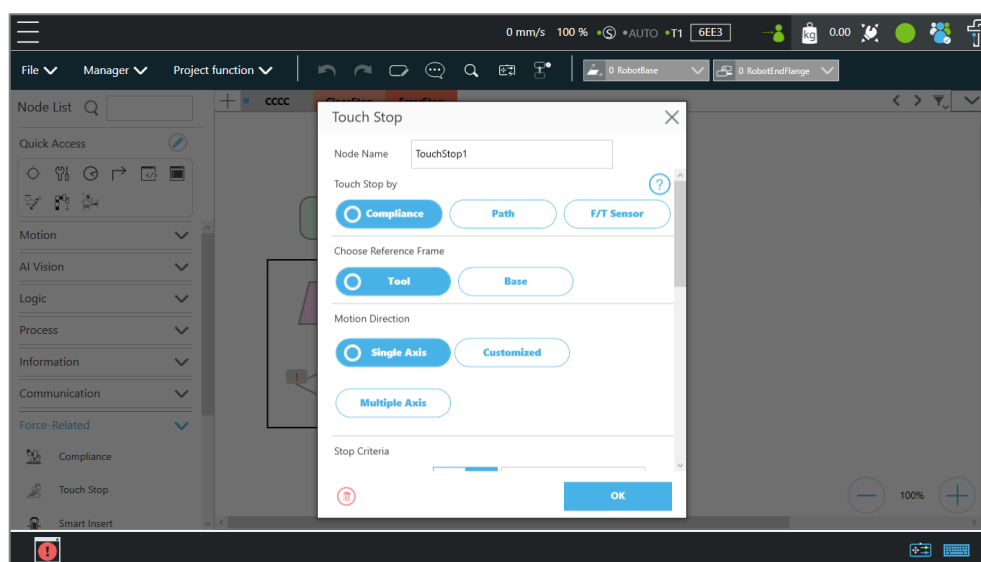 0 mm/s 100 % S AUTO T1 6EE3 kg 0.00
File Manager Project function 0 RobotBase 0 RobotEndFlange
Node List
cccc
Quick Access
Motion
AI Vision
Logic
Process
Information
Communication
Force-Related
Compliance
Touch Stop
Smart Insert
Touch Stop
Node Name TouchStop1
Touch Stop by ?
Compliance Path F/T Sensor
Choose Reference Frame
Tool Base
Motion Direction
Single Axis Customized
Multiple Axis
Stop Criteria
OK
100%